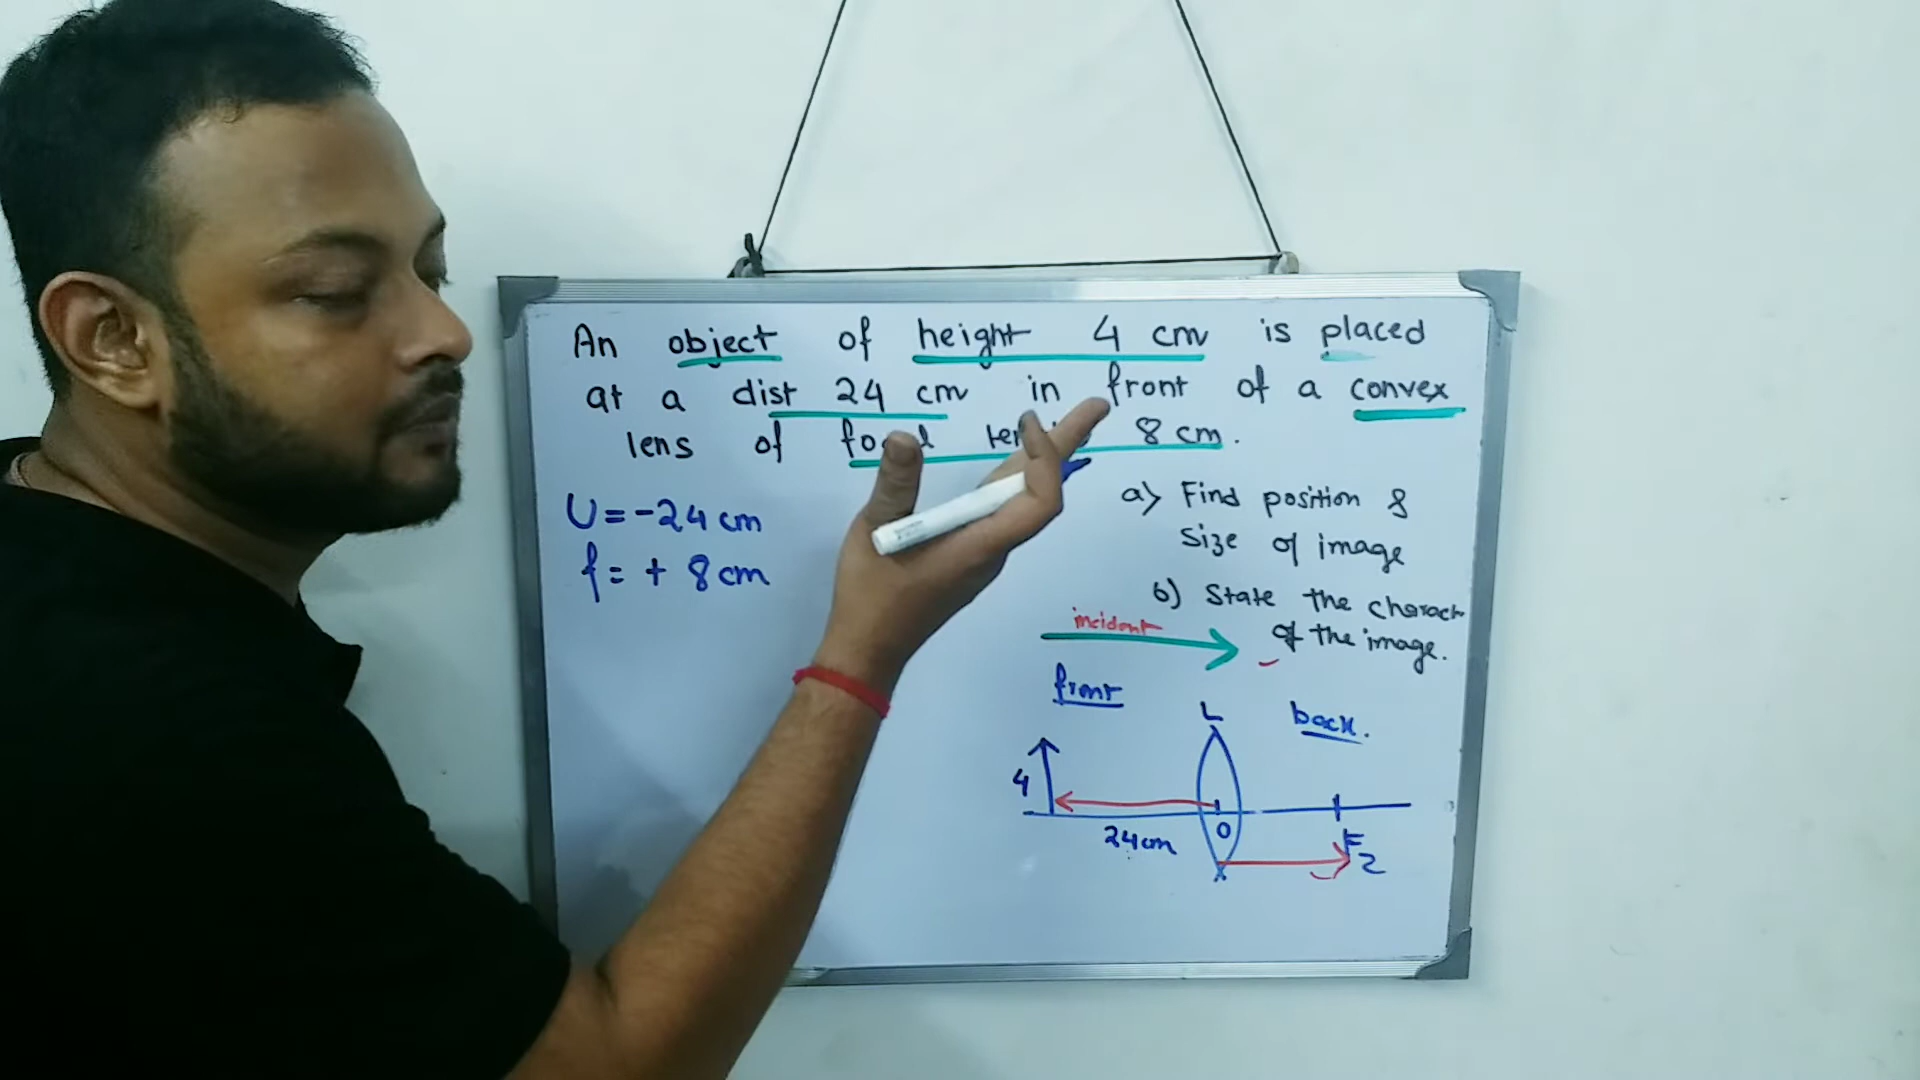 An object of height 4 cm is placed
at a dist 24 cm in front of a convex
lens of focal length 8 cm.
U = -24 cm
f = + 8 cm
a) Find position &
size of image
b) State the charact
of the image.
incident
front
L
back.
4
24cm
O
F2